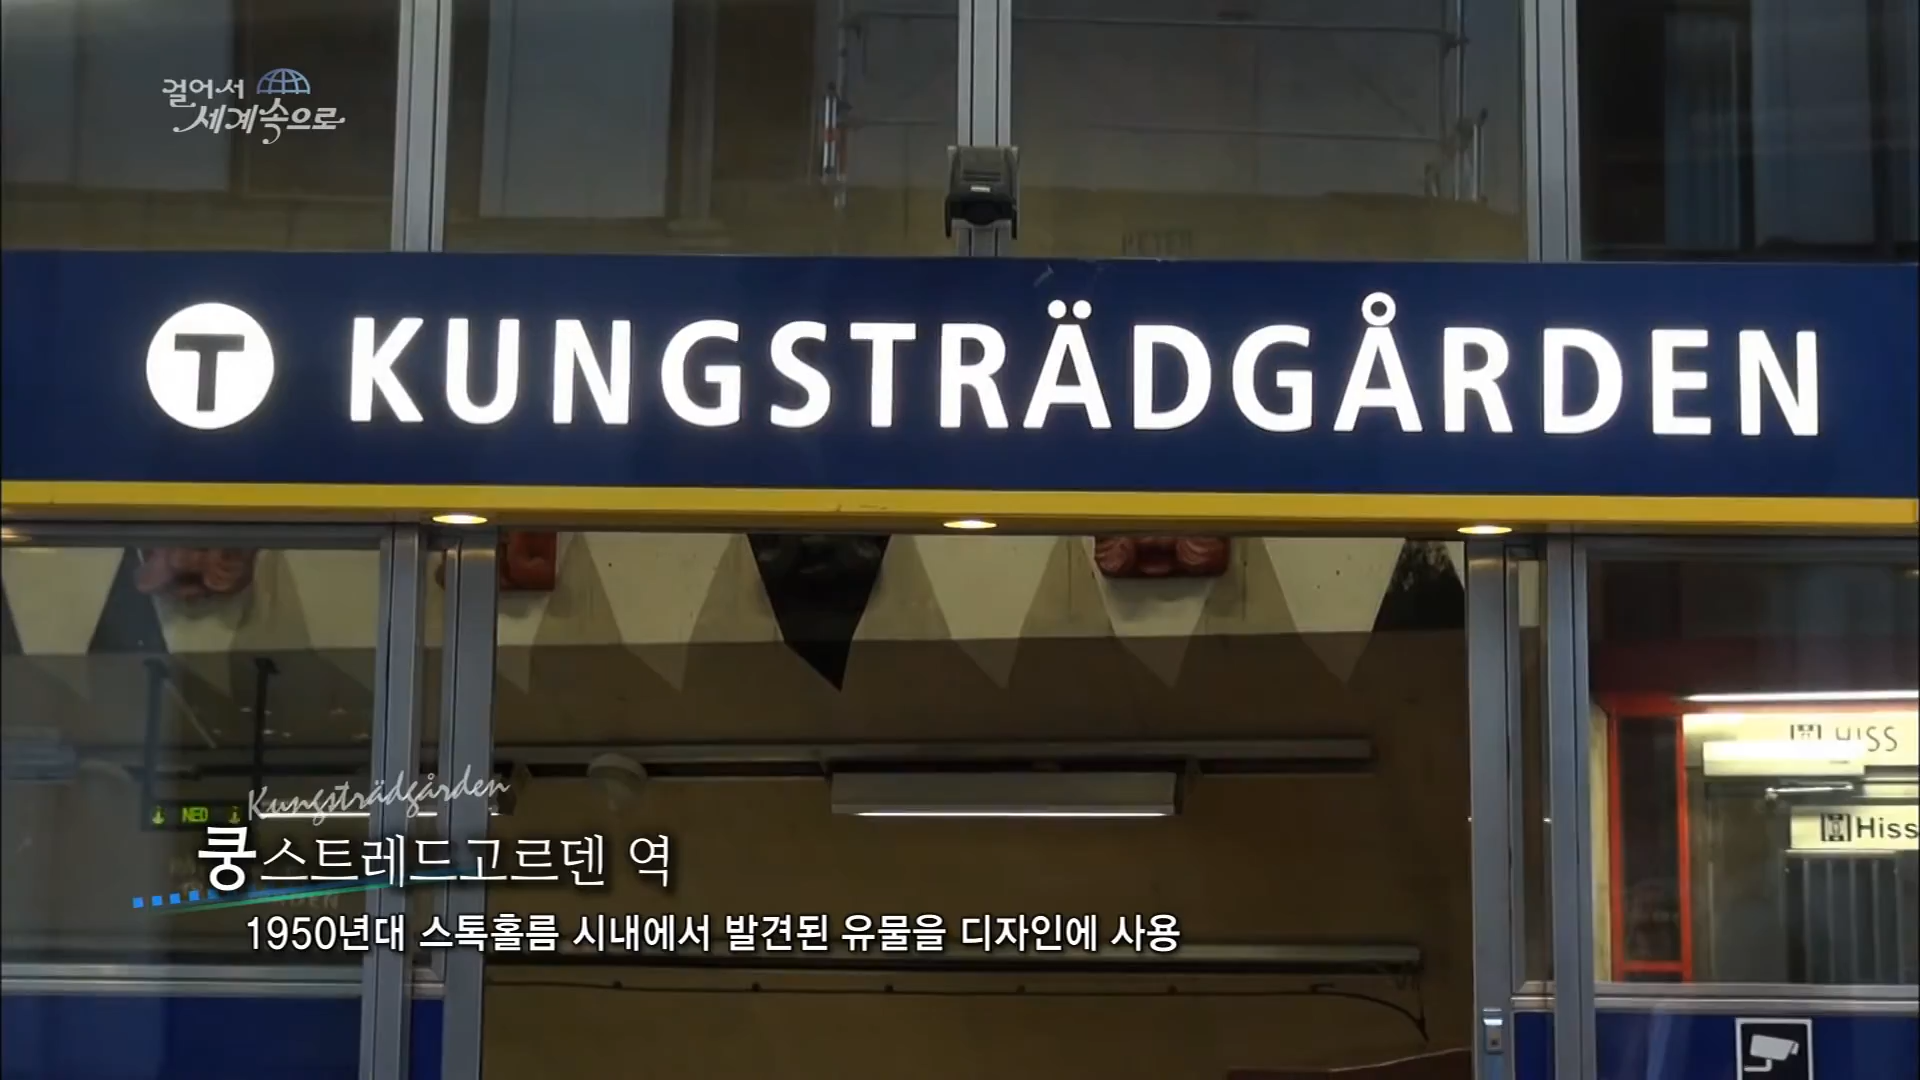 걸어서
세계속으로
T KUNGSTRÄDGÅRDEN
HISS
Hiss
NED
Kungsträdgården
쿵스트레드고르덴 역
1950년대 스톡홀름 시내에서 발견된 유물을 디자인에 사용